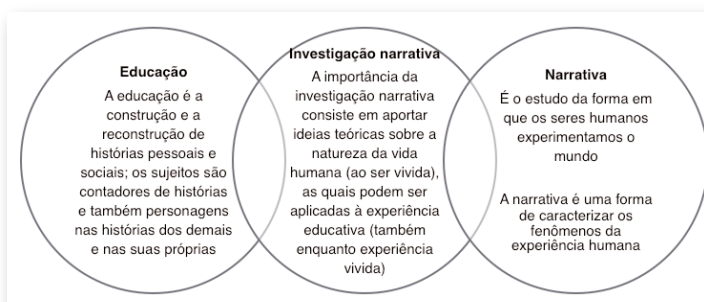 Educação
A educação é a
construção e a
reconstrução de
histórias pessoais e
sociais; os sujeitos são
contadores de histórias
e também personagens
nas histórias dos demais
e nas suas próprias
Investigação narrativa
A importância da
investigação narrativa
consiste em aportar
ideias teóricas sobre a
natureza da vida
humana (ao ser vivida),
as quais podem ser
aplicadas à experiência
educativa (também
enquanto experiência
vivida)
Narrativa
É o estudo da forma em
que os seres humanos
experimentamos o
mundo
A narrativa é uma forma
de caracterizar os
fenômenos da
experiência humana